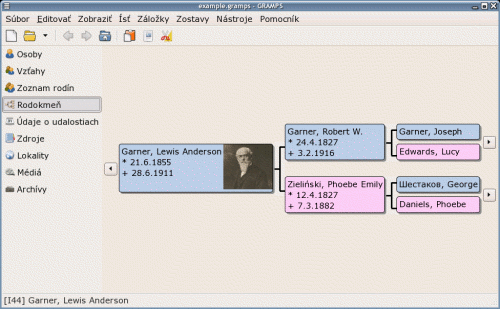 example.gramps - GRAMPS
Súbor Editovať Zobraziť Ísť Záložky Zostavy Nástroje Pomocník
Osoby
Vzťahy
Zoznam rodín
Rodokmeň
Údaje o udalostiach
Zdroje
Lokality
Médiá
Archívy
Garner, Lewis Anderson
* 21.6.1855
+ 28.6.1911
Garner, Robert W.
* 24.4.1827
+ 3.2.1916
Zieliński, Phoebe Emily
* 12.4.1827
+ 7.3.1882
Garner, Joseph
Edwards, Lucy
Шестаков, George
Daniels, Phoebe
[I44] Garner, Lewis Anderson